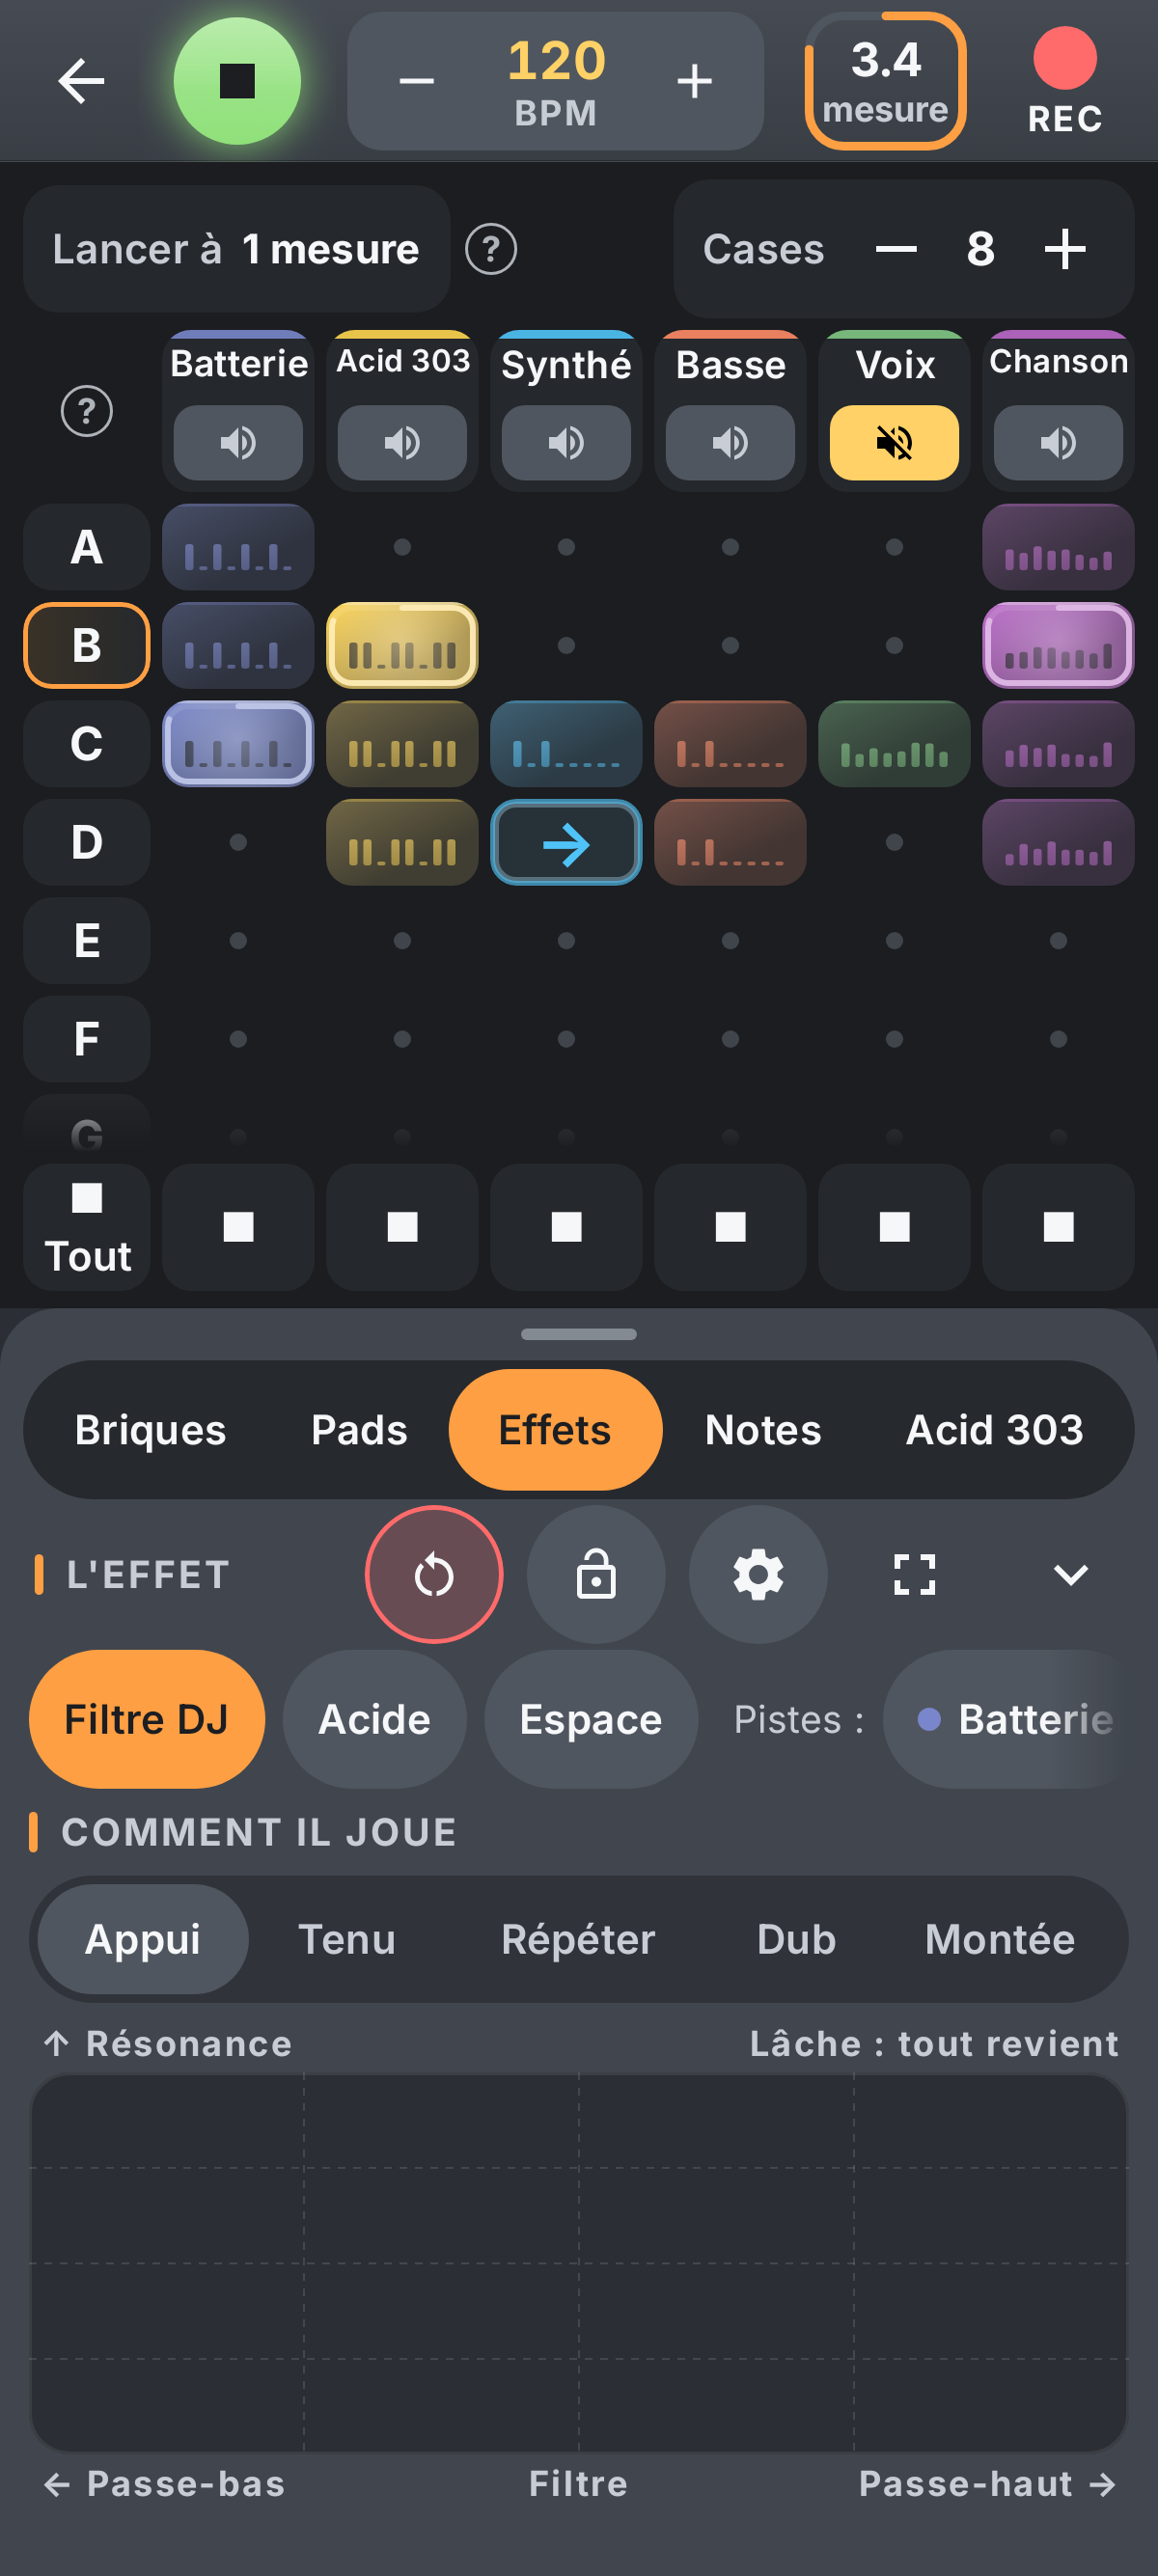 120
BPM
3.4
mesure
REC
Lancer à 1 mesure
?
Cases 8
?
Batterie Acid 303 Synthé Basse Voix Chanson
A
B
C
D
E
F
G
Tout
Briques Pads Effets Notes Acid 303
L'EFFET
Filtre DJ Acide Espace Pistes : Batterie
COMMENT IL JOUE
Appui Tenu Répéter Dub Montée
↑ Résonance Lâche : tout revient
← Passe-bas Filtre Passe-haut →